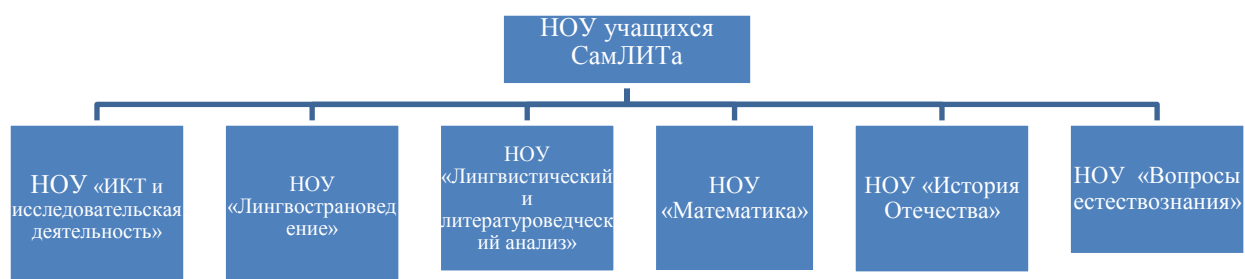 НОУ учащихся
СамЛИТа
НОУ «ИКТ и
исследовательская
деятельность»
НОУ
«Лингвострановед
ение»
НОУ
«Лингвистический
и
литературоведческ
ий анализ»
НОУ
«Математика»
НОУ «История
Отечества»
НОУ «Вопросы
естествознания»